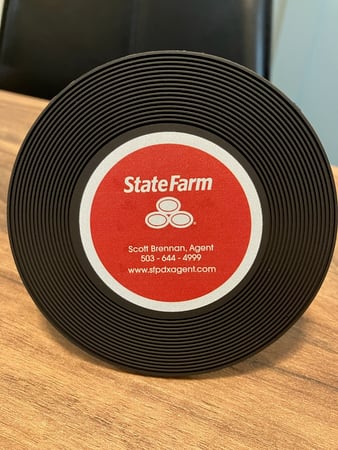 StateFarm
Scott Brennan, Agent
503 - 644 - 4999
www.sfpdxagent.com